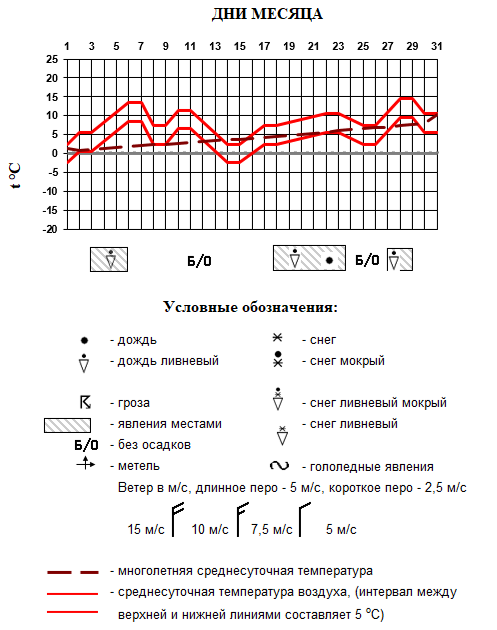 ДНИ МЕСЯЦА
1 3 5 7 9 11 13 15 17 19 21 23 25 27 29 31
25
20
15
10
5
0
-5
-10
-15
-20
t °C
Б/О Б/О
Условные обозначения:
- дождь - снег
- дождь ливневый - снег мокрый
- гроза - снег ливневый мокрый
- явления местами - снег ливневый
Б/О - без осадков
- метель - гололедные явления
Ветер в м/с, длинное перо - 5 м/с, короткое перо - 2,5 м/с
15 м/с 10 м/с 7,5 м/с 5 м/с
- многолетняя среднесуточная температура
- среднесуточная температура воздуха, (интервал между
верхней и нижней линиями составляет 5 °С)